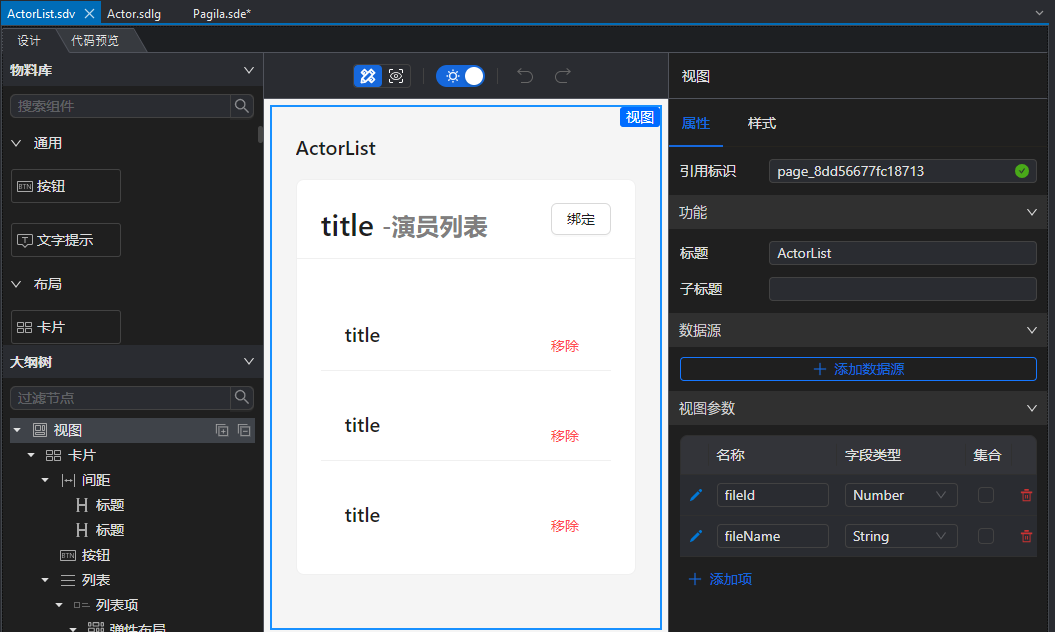 ActorList.sdv Actor.sdlg Pagila.sde*
设计 代码预览
物料库
搜索组件
通用
BTN 按钮
T 文字提示
布局
卡片
大纲树
过滤节点
视图
卡片
间距
H 标题
H 标题
BTN 按钮
列表
列表项
弹性布局
视图
ActorList
title -演员列表
绑定
title
移除
title
移除
title
移除
视图
属性 样式
引用标识 page_8dd56677fc18713
功能
标题 ActorList
子标题
数据源
添加数据源
视图参数
名称 字段类型 集合
fileId Number
fileName String
添加项